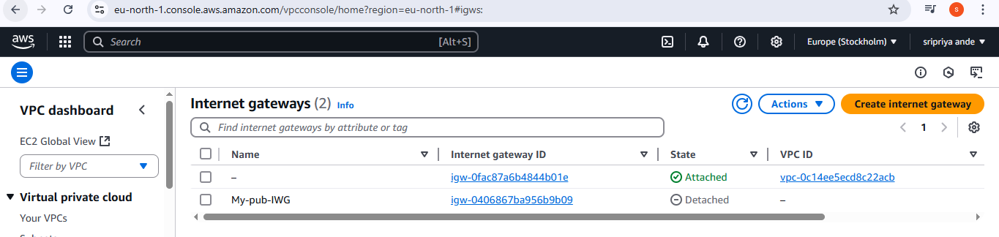 eu-north-1.console.aws.amazon.com/vpcconsole/home?region=eu-north-1#igws:
S
aws
Search [Alt+S]
Europe (Stockholm)
sripriya ande
VPC dashboard
EC2 Global View
Filter by VPC
Virtual private cloud
Your VPCs
Subnets
Internet gateways (2) Info
Actions
Create internet gateway
Find internet gateways by attribute or tag
1
Name Internet gateway ID State VPC ID
– igw-0fac87a6b4844b01e Attached vpc-0c14ee5ecd8c22acb
My-pub-IWG igw-0406867ba956b9b09 Detached –